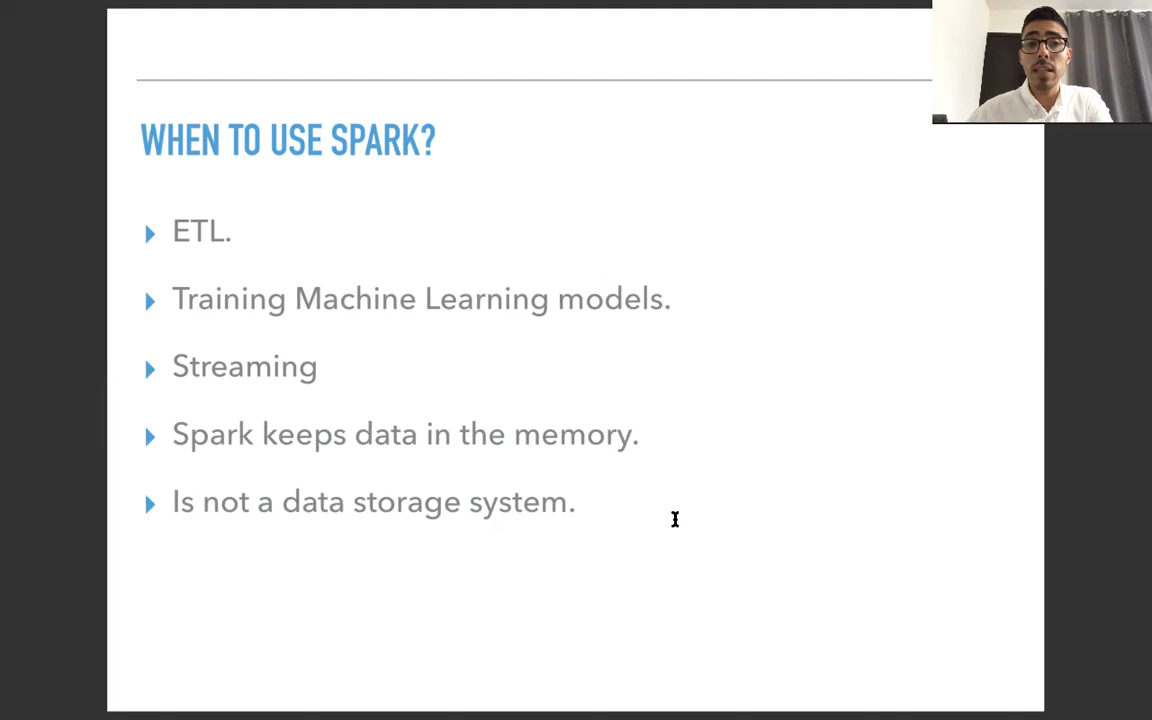 WHEN TO USE SPARK?
ETL.
Training Machine Learning models.
Streaming
Spark keeps data in the memory.
Is not a data storage system.